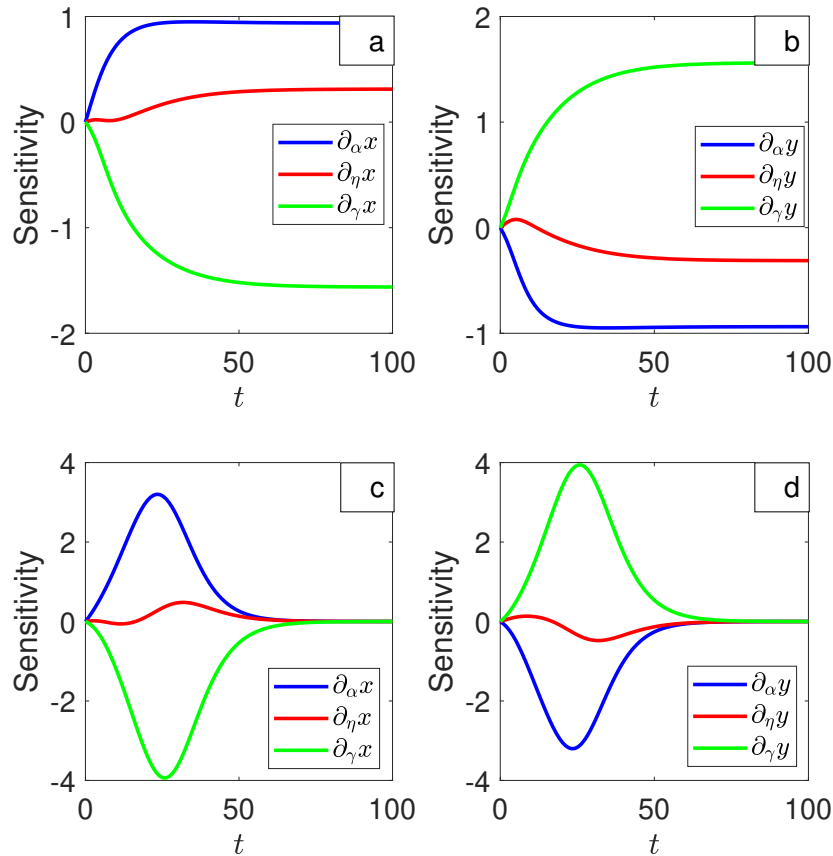 a
Sensitivity
1
0
-1
-2
∂αx
∂ηx
∂γx
0
50
100
t
b
Sensitivity
2
1
0
-1
∂αy
∂ηy
∂γy
0
50
100
t
c
Sensitivity
4
2
0
-2
-4
∂αx
∂ηx
∂γx
0
50
100
t
d
Sensitivity
4
2
0
-2
-4
∂αy
∂ηy
∂γy
0
50
100
t